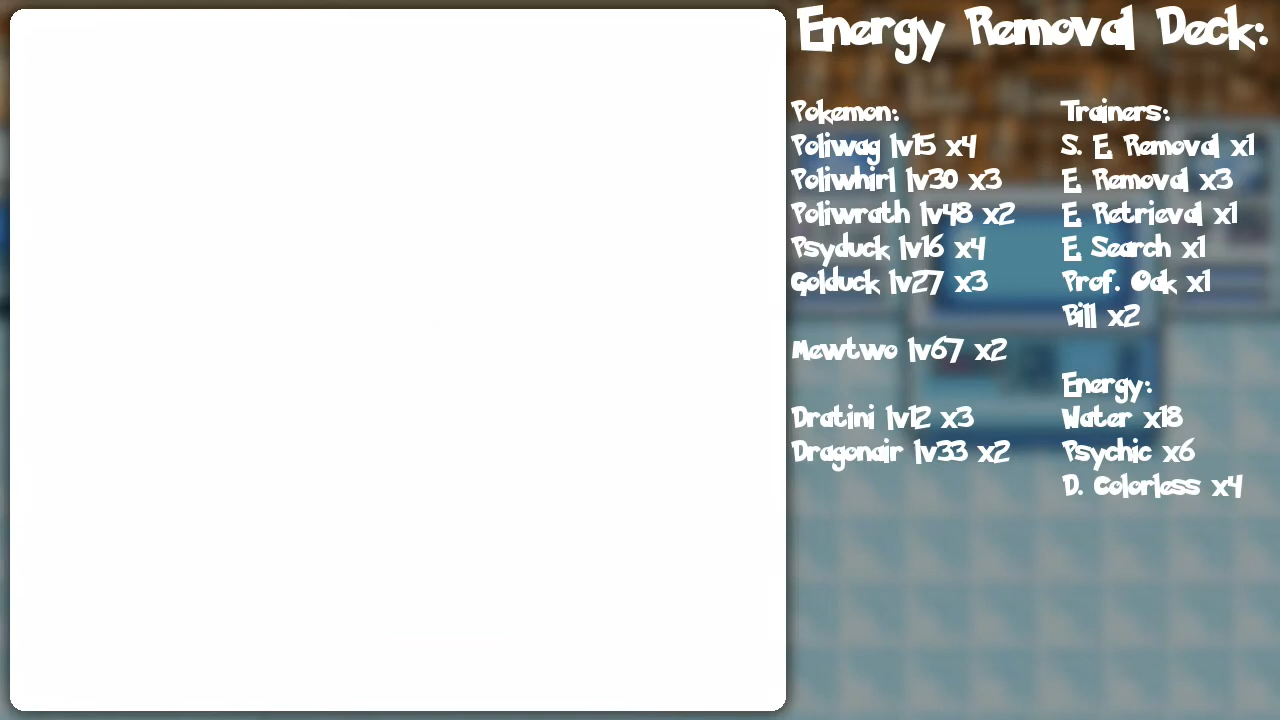 Energy Removal Deck:
Pokemon:
Poliwag lv15 x4
Poliwhirl lv30 x3
Poliwrath lv48 x2
Psyduck lv16 x4
Golduck lv27 x3
Mewtwo lv67 x2
Dratini lv12 x3
Dragonair lv33 x2
Trainers:
S. E. Removal x1
E. Removal x3
E. Retrieval x1
E. Search x1
Prof. Oak x1
Bill x2
Energy:
Water x18
Psychic x6
D. Colorless x4